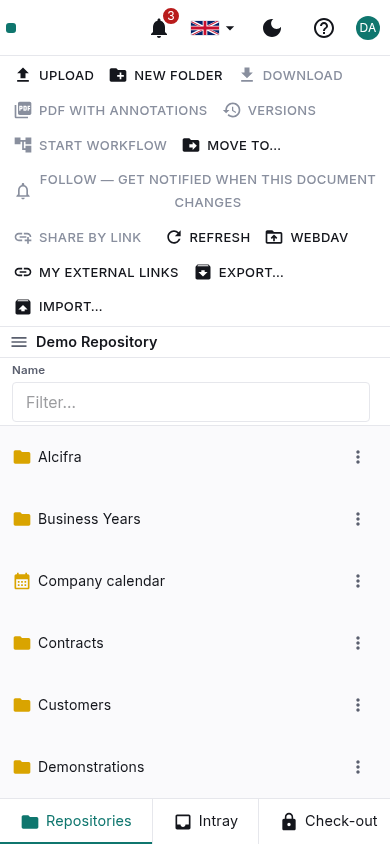 3
DA
UPLOAD NEW FOLDER DOWNLOAD
PDF PDF WITH ANNOTATIONS VERSIONS
START WORKFLOW MOVE TO...
FOLLOW — GET NOTIFIED WHEN THIS DOCUMENT
CHANGES
SHARE BY LINK REFRESH WEBDAV
MY EXTERNAL LINKS EXPORT...
IMPORT...
Demo Repository
Name
Filter...
Alcifra
Business Years
Company calendar
Contracts
Customers
Demonstrations
Repositories Intray Check-out